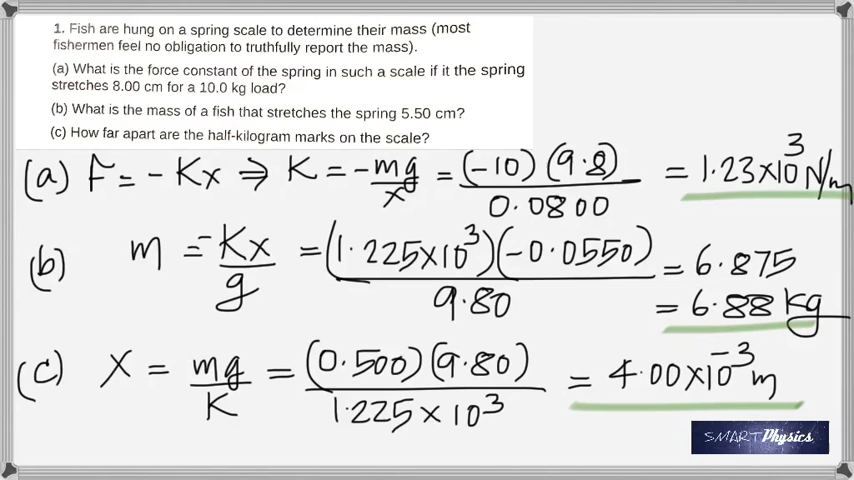 1. Fish are hung on a spring scale to determine their mass (most
fishermen feel no obligation to truthfully report the mass).
(a) What is the force constant of the spring in such a scale if it the spring
stretches 8.00 cm for a 10.0 kg load?
(b) What is the mass of a fish that stretches the spring 5.50 cm?
(c) How far apart are the half-kilogram marks on the scale?
(a) F = - Kx ⇒ K = - mg/x = (-10)(9.8)/0.0800 = 1.23×10³ N/m
(b) m = -Kx/g = (1.225×10³)(-0.0550)/9.80 = 6.875
= 6.88 kg
(c) X = mg/K = (0.500)(9.80)/1.225×10³ = 4.00×10⁻³ m
SMART Physics